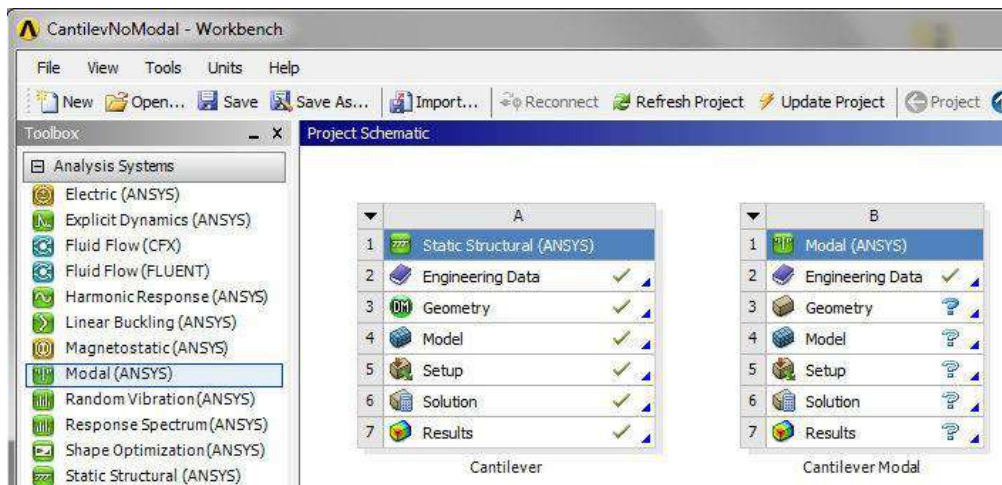 CantilevNoModal - Workbench
File View Tools Units Help
New Open... Save Save As... Import... Reconnect Refresh Project Update Project Project
Toolbox
Project Schematic
Analysis Systems
Electric (ANSYS)
Explicit Dynamics (ANSYS)
Fluid Flow (CFX)
Fluid Flow (FLUENT)
Harmonic Response (ANSYS)
Linear Buckling (ANSYS)
Magnetostatic (ANSYS)
Modal (ANSYS)
Random Vibration (ANSYS)
Response Spectrum (ANSYS)
Shape Optimization (ANSYS)
Static Structural (ANSYS)
A
1 Static Structural (ANSYS)
2 Engineering Data
3 DM Geometry
4 Model
5 Setup
6 Solution
7 Results
Cantilever
B
1 Modal (ANSYS)
2 Engineering Data
3 Geometry ?
4 Model ?
5 Setup ?
6 Solution ?
7 Results ?
Cantilever Modal